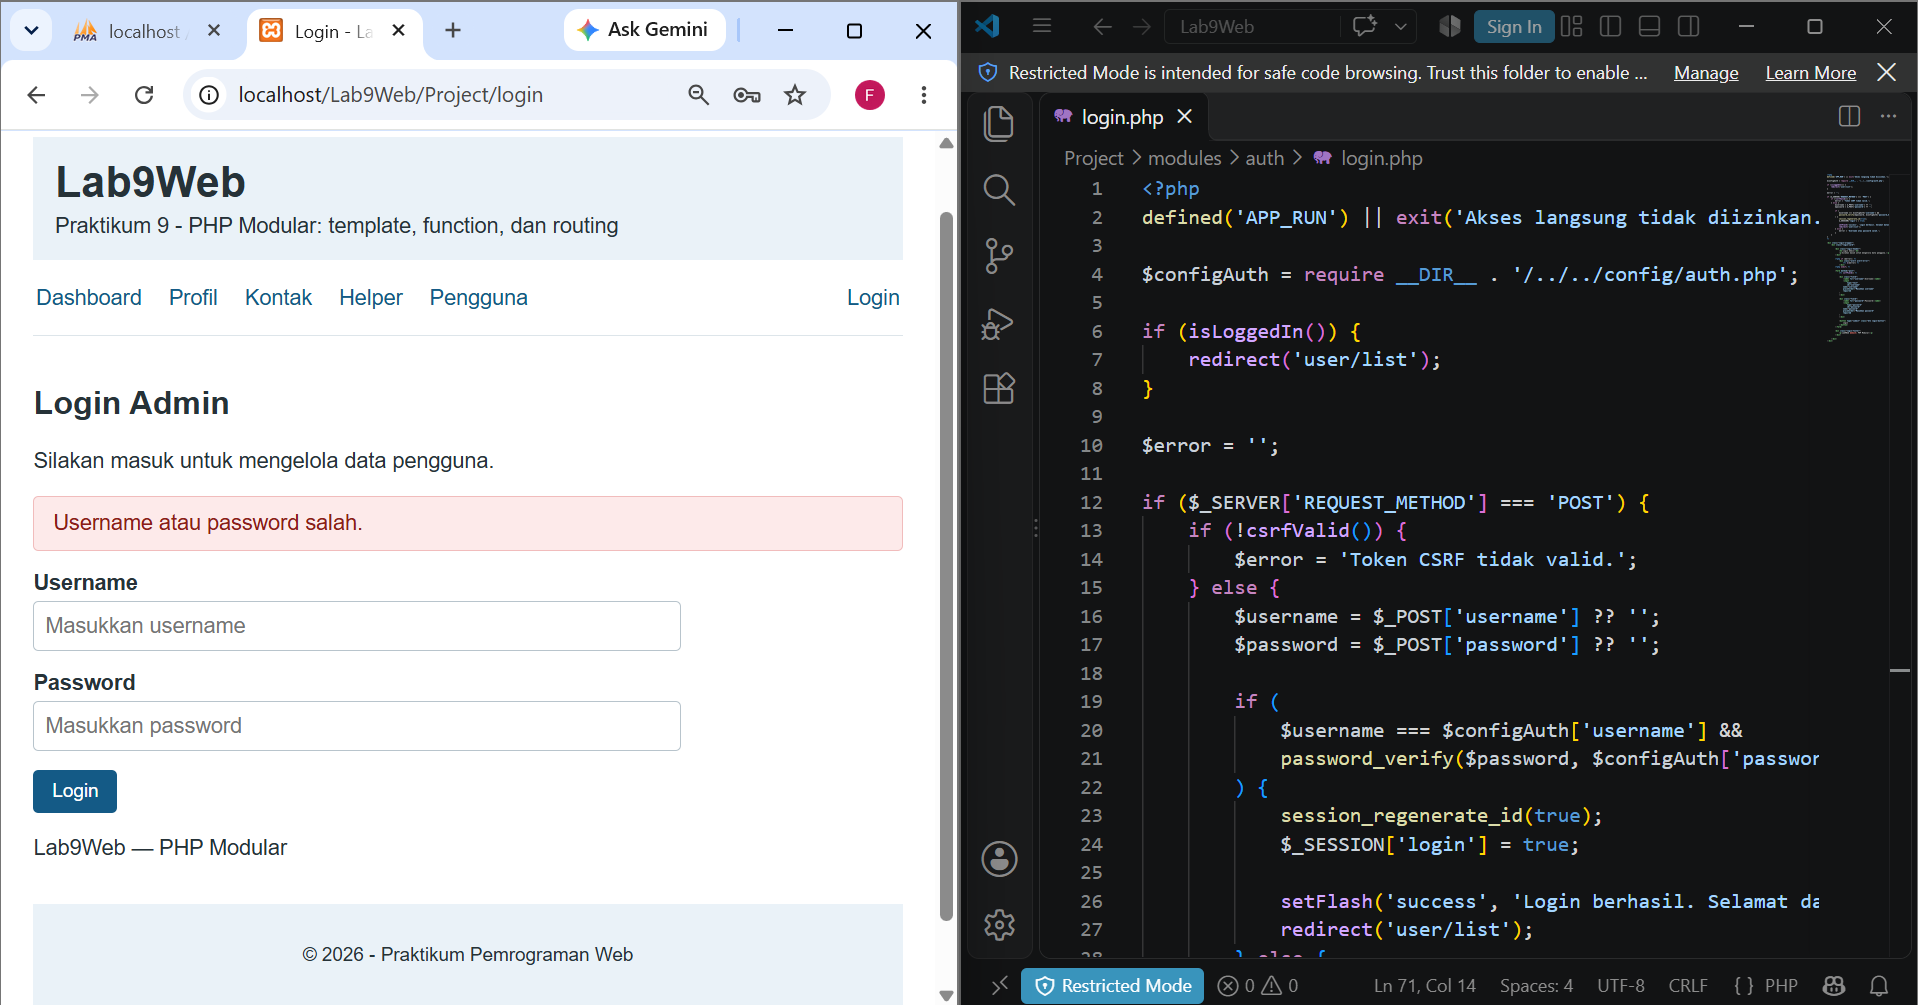 PMA localhost
Login - La
Ask Gemini
localhost/Lab9Web/Project/login
F
Lab9Web
Praktikum 9 - PHP Modular: template, function, dan routing
Dashboard Profil Kontak Helper Pengguna Login
Login Admin
Silakan masuk untuk mengelola data pengguna.
Username atau password salah.
Username
Masukkan username
Password
Masukkan password
Login
Lab9Web — PHP Modular
© 2026 - Praktikum Pemrograman Web
Lab9Web
Sign In
Restricted Mode is intended for safe code browsing. Trust this folder to enable ... Manage Learn More
login.php
Project > modules > auth > login.php
1 <?php
2 defined('APP_RUN') || exit('Akses langsung tidak diizinkan.
3
4 $configAuth = require __DIR__ . '/../../config/auth.php';
5
6 if (isLoggedIn()) {
7 redirect('user/list');
8 }
9
10 $error = '';
11
12 if ($_SERVER['REQUEST_METHOD'] === 'POST') {
13 if (!csrfValid()) {
14 $error = 'Token CSRF tidak valid.';
15 } else {
16 $username = $_POST['username'] ?? '';
17 $password = $_POST['password'] ?? '';
18
19 if (
20 $username === $configAuth['username'] &&
21 password_verify($password, $configAuth['passwor
22 ) {
23 session_regenerate_id(true);
24 $_SESSION['login'] = true;
25
26 setFlash('success', 'Login berhasil. Selamat da
27 redirect('user/list');
28 } else {
Restricted Mode 0 0 Ln 71, Col 14 Spaces: 4 UTF-8 CRLF { } PHP